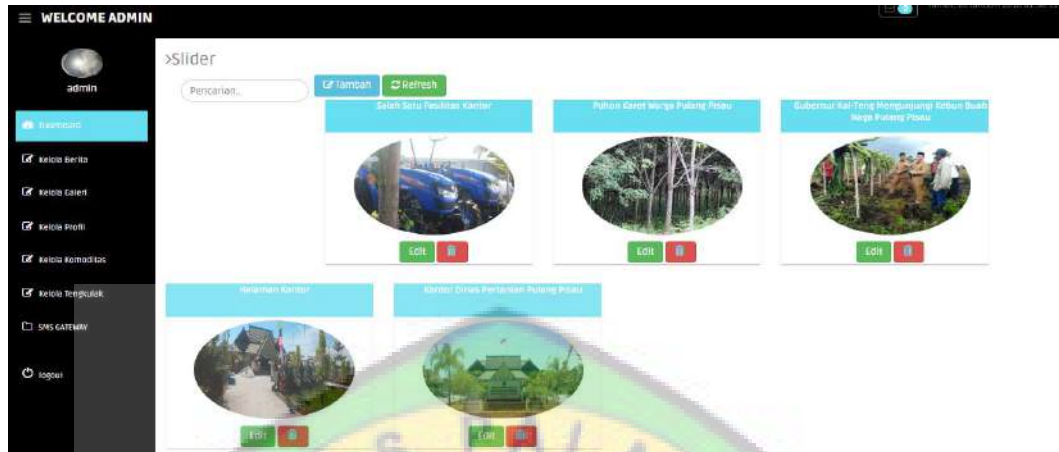 WELCOME ADMIN
5
admin
Dashboard
Kelola Berita
Kelola Galeri
Kelola Profil
Kelola Komoditas
Kelola Tengkulak
SMS GATEWAY
logout
>Slider
Pencarian..
Tambah
Refresh
Salah Satu Fasilitas Kantor
Edit
Pohon Karet Warga Pulang Pisau
Edit
Gubernur Kal-Teng Mengunjungi Kebun Buah
Naga Pulang Pisau
Edit
Halaman Kantor
Edit
Kantor Dinas Pertanian Pulang Pisau
Edit